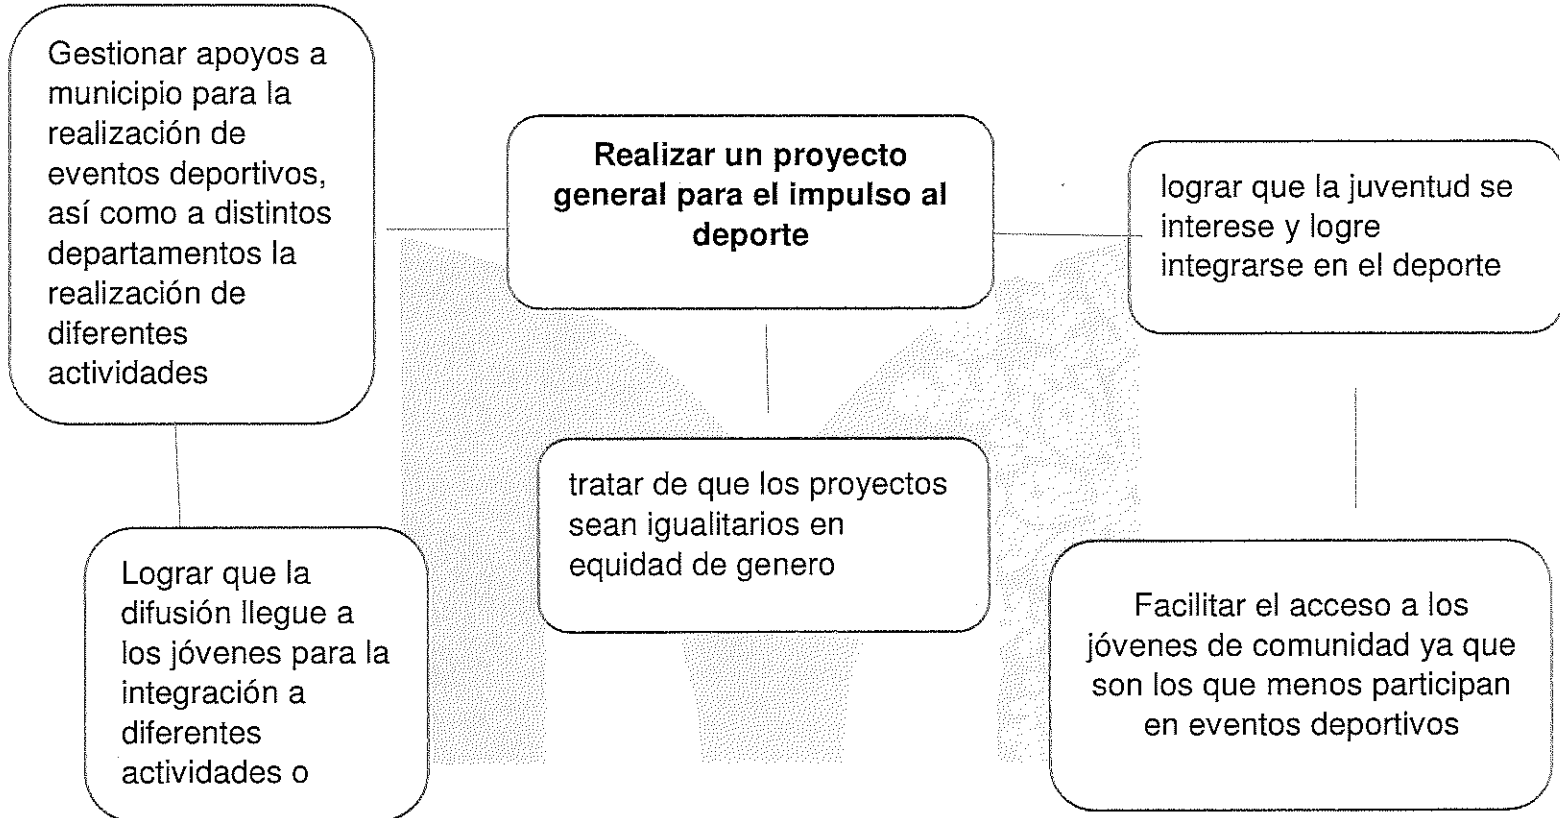 Gestionar apoyos a
municipio para la
realización de
eventos deportivos,
así como a distintos
departamentos la
realización de
diferentes
actividades
Realizar un proyecto
general para el impulso al
deporte
lograr que la juventud se
interese y logre
integrarse en el deporte
Lograr que la
difusión llegue a
los jóvenes para la
integración a
diferentes
actividades o
tratar de que los proyectos
sean igualitarios en
equidad de genero
Facilitar el acceso a los
jóvenes de comunidad ya que
son los que menos participan
en eventos deportivos